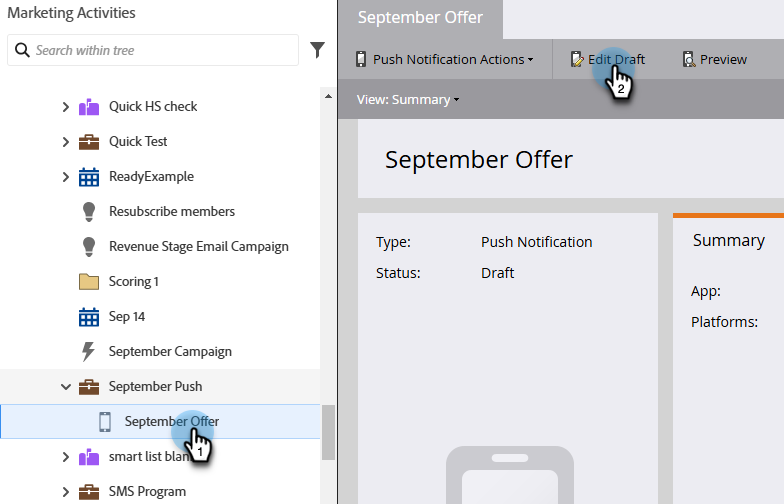 Marketing Activities
Search within tree
Quick HS check
Quick Test
ReadyExample
Resubscribe members
Revenue Stage Email Campaign
Scoring 1
Sep 14
September Campaign
September Push
September Offer
1
smart list blan
SMS Program
September Offer
Push Notification Actions
Edit Draft
2
Preview
View: Summary
September Offer
Type: Push Notification
Status: Draft
Summary
App:
Platforms: